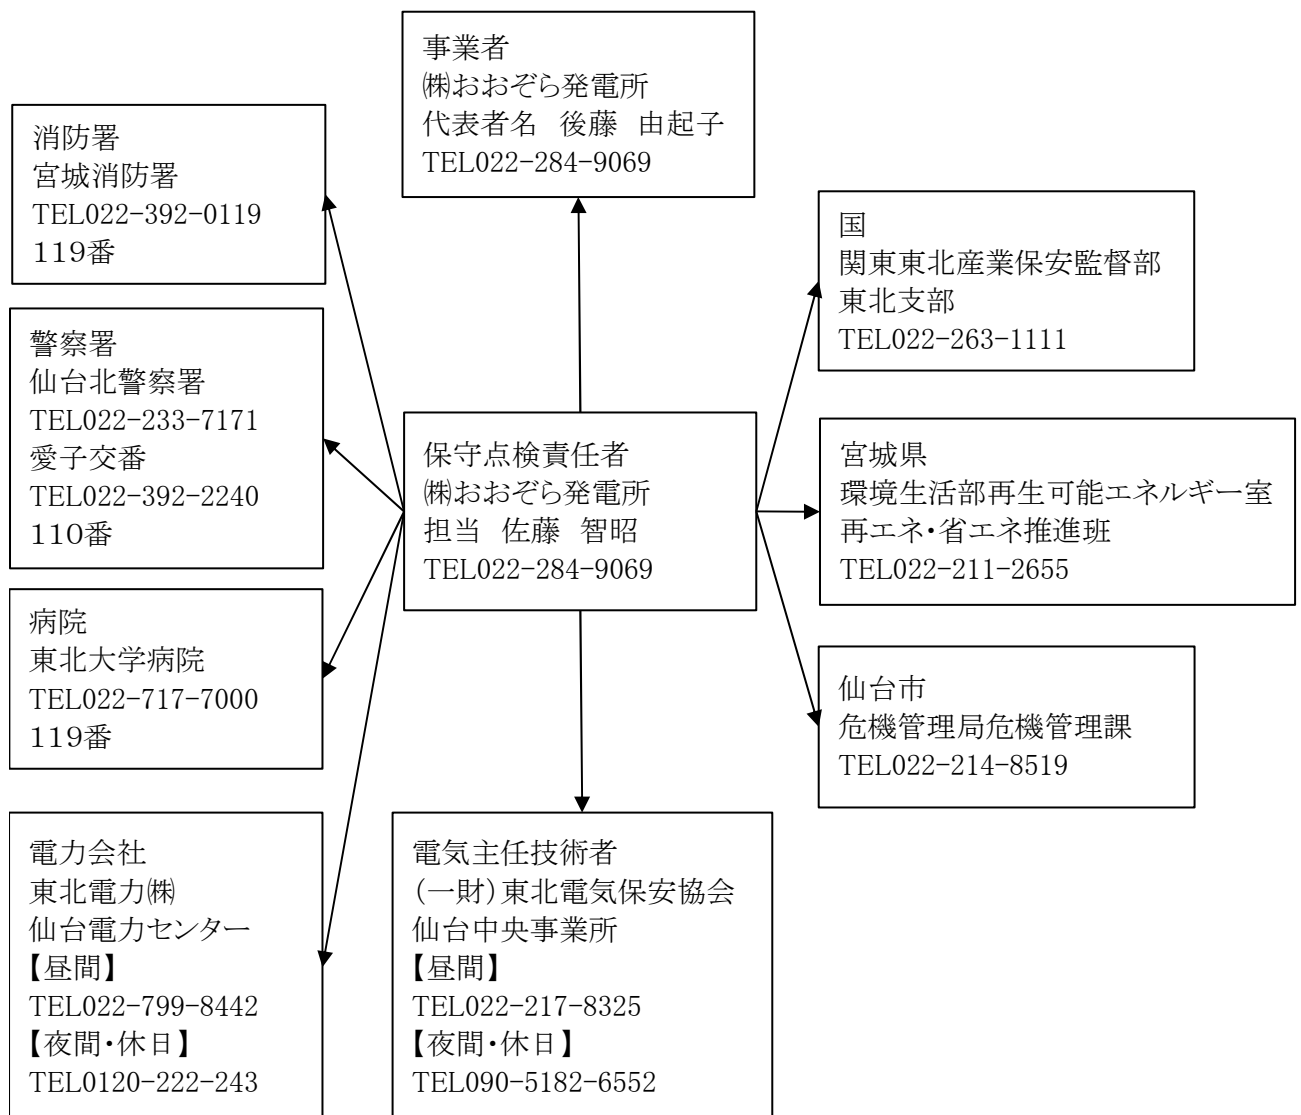 事業者
㈱おおぞら発電所
代表者名　後藤　由起子
TEL022-284-9069
消防署
宮城消防署
TEL022-392-0119
119番
国
関東東北産業保安監督部
東北支部
TEL022-263-1111
警察署
仙台北警察署
TEL022-233-7171
愛子交番
TEL022-392-2240
110番
保守点検責任者
㈱おおぞら発電所
担当　佐藤　智昭
TEL022-284-9069
宮城県
環境生活部再生可能エネルギー室
再エネ・省エネ推進班
TEL022-211-2655
病院
東北大学病院
TEL022-717-7000
119番
仙台市
危機管理局危機管理課
TEL022-214-8519
電力会社
東北電力㈱
仙台電力センター
【昼間】
TEL022-799-8442
【夜間・休日】
TEL0120-222-243
電気主任技術者
（一財）東北電気保安協会
仙台中央事業所
【昼間】
TEL022-217-8325
【夜間・休日】
TEL090-5182-6552